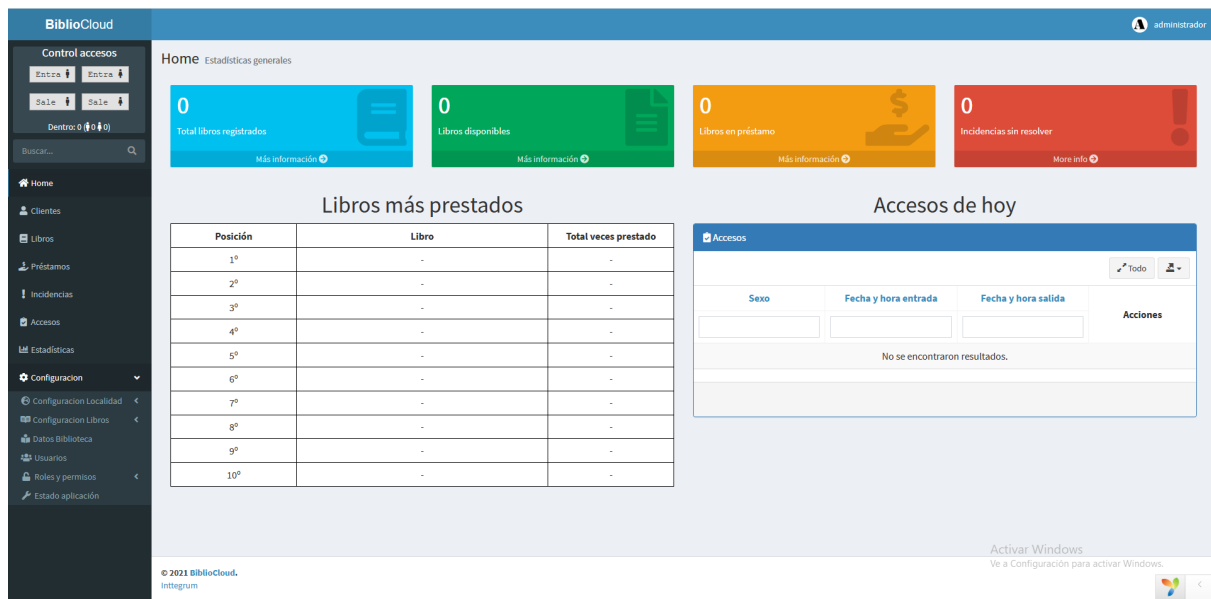 BiblioCloud
administrador
Control accesos
Entra Entra
Sale Sale
Dentro: 0 (0 0)
Buscar...
Home
Clientes
Libros
Préstamos
Incidencias
Accesos
Estadísticas
Configuracion
Configuracion Localidad
Configuracion Libros
Datos Biblioteca
Usuarios
Roles y permisos
Estado aplicación
Home Estadísticas generales
0
Total libros registrados
Más información
0
Libros disponibles
Más información
0
Libros en préstamo
Más información
0
Incidencias sin resolver
More info
Libros más prestados
Posición Libro Total veces prestado
1º - -
2º - -
3º - -
4º - -
5º - -
6º - -
7º - -
8º - -
9º - -
10º - -
Accesos de hoy
Accesos
Todo
Sexo Fecha y hora entrada Fecha y hora salida Acciones
No se encontraron resultados.
Activar Windows
Ve a Configuración para activar Windows.
© 2021 BiblioCloud.
Inttegrum